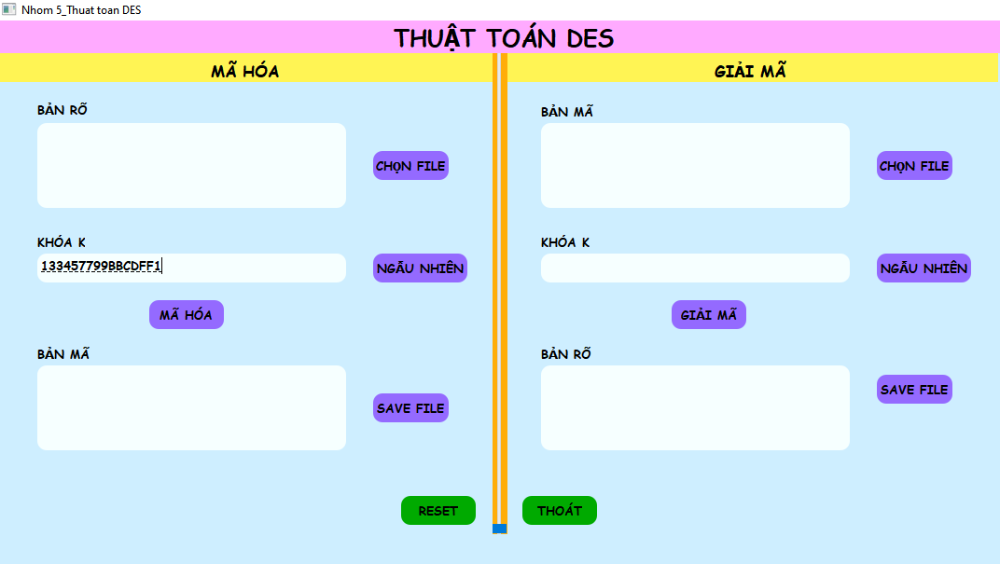 Nhom 5_Thuat toan DES
THUẬT TOÁN DES
MÃ HÓA
BẢN RÕ
CHỌN FILE
KHÓA K
133457799BBCDFF1
NGẪU NHIÊN
MÃ HÓA
BẢN MÃ
SAVE FILE
RESET
GIẢI MÃ
BẢN MÃ
CHỌN FILE
KHÓA K
NGẪU NHIÊN
GIẢI MÃ
BẢN RÕ
SAVE FILE
THOÁT